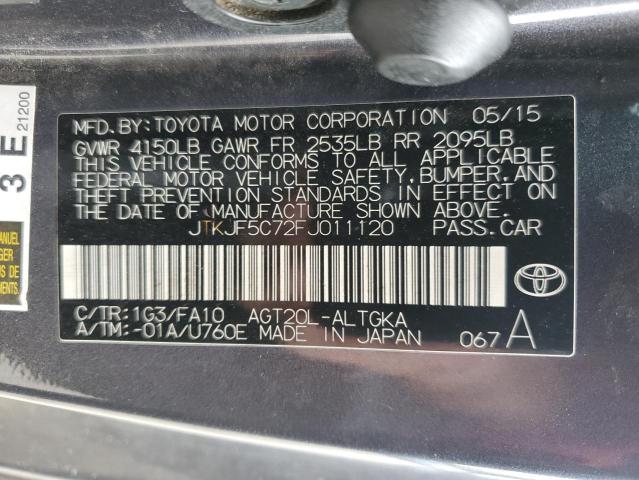 MFD.BY:TOYOTA MOTOR CORPORATION 05/15
GVWR 4150LB GAWR FR 2535LB RR 2095LB
THIS VEHICLE CONFORMS TO ALL APPLICABLE
FEDERAL MOTOR VEHICLE SAFETY,BUMPER,AND
THEFT PREVENTION STANDARDS IN EFFECT ON
THE DATE OF MANUFACTURE SHOWN ABOVE.
JTKJF5C72FJ011120 PASS.CAR
C/TR:1G3/FA10 AGT20L-ALTGKA
A/TM:-01A/U760E MADE IN JAPAN 067A
3 E
21200
MANUEL